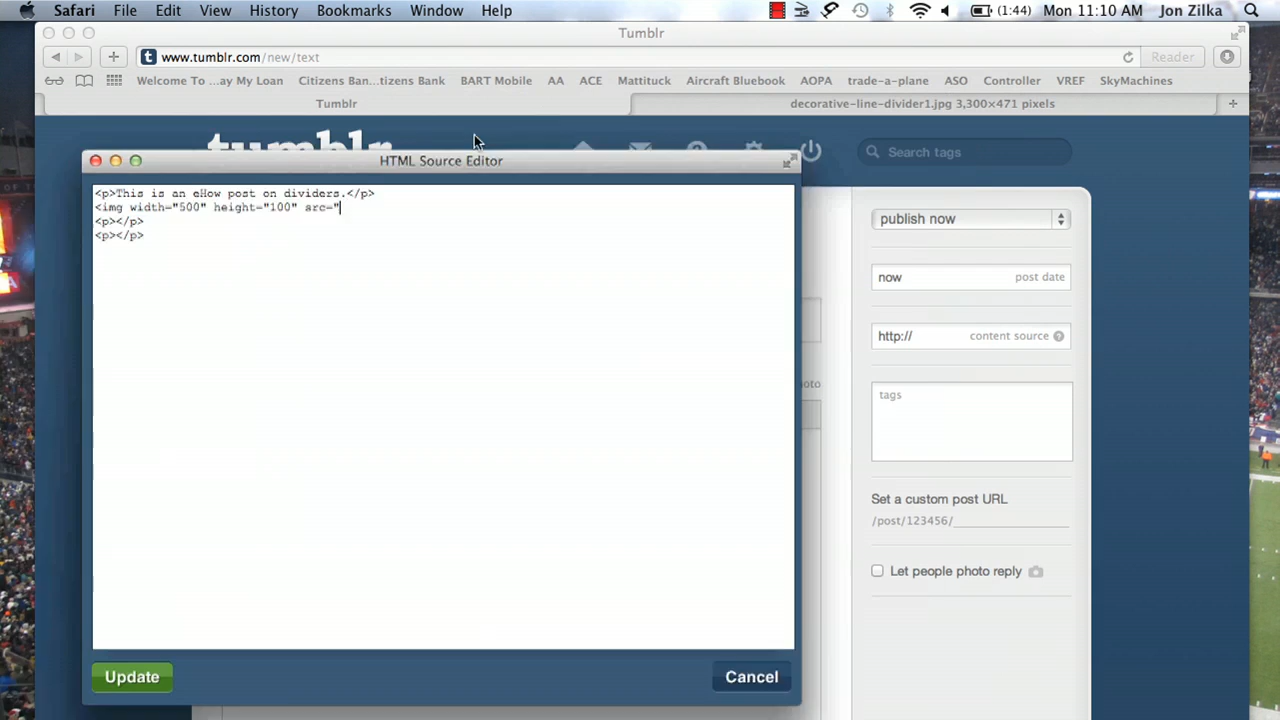 Safari File Edit View History Bookmarks Window Help (1:44) Mon 11:10 AM Jon Zilka
Tumblr
www.tumblr.com/new/text Reader
Welcome To ...ay My Loan Citizens Ban...tizens Bank BART Mobile AA ACE Mattituck Aircraft Bluebook AOPA trade-a-plane ASO Controller VREF SkyMachines
Tumblr decorative-line-divider1.jpg 3,300×471 pixels +
tumblr Search tags
HTML Source Editor
<p>This is an eHow post on dividers.</p>
<img width="500" height="100" src="
<p></p>
<p></p>
publish now
now post date
http:// content source ?
oto
tags
Set a custom post URL
/post/123456/
Let people photo reply
Update Cancel